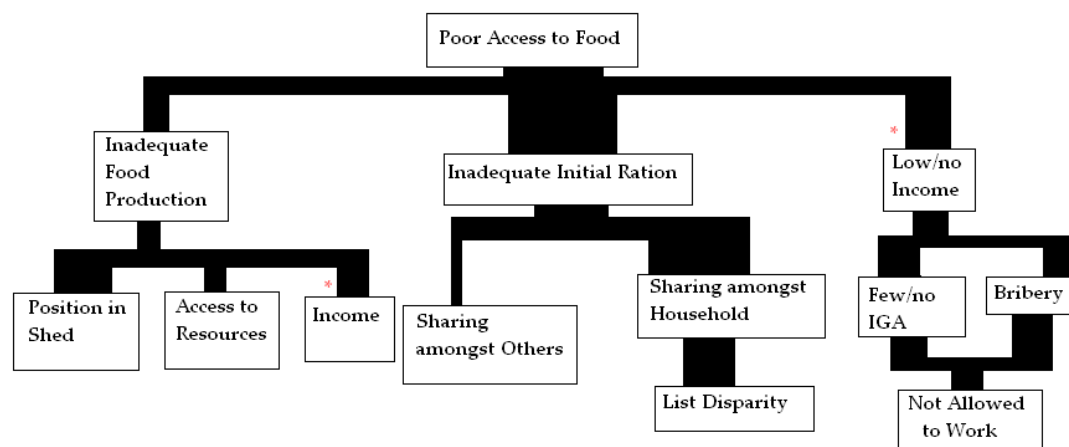 Poor Access to Food
*
Inadequate
Food
Production
Inadequate Initial Ration
Low/no
Income
Position in
Shed
Access to
Resources
*
Income
Sharing
amongst Others
Sharing amongst
Household
Few/no
IGA
Bribery
List Disparity
Not Allowed
to Work